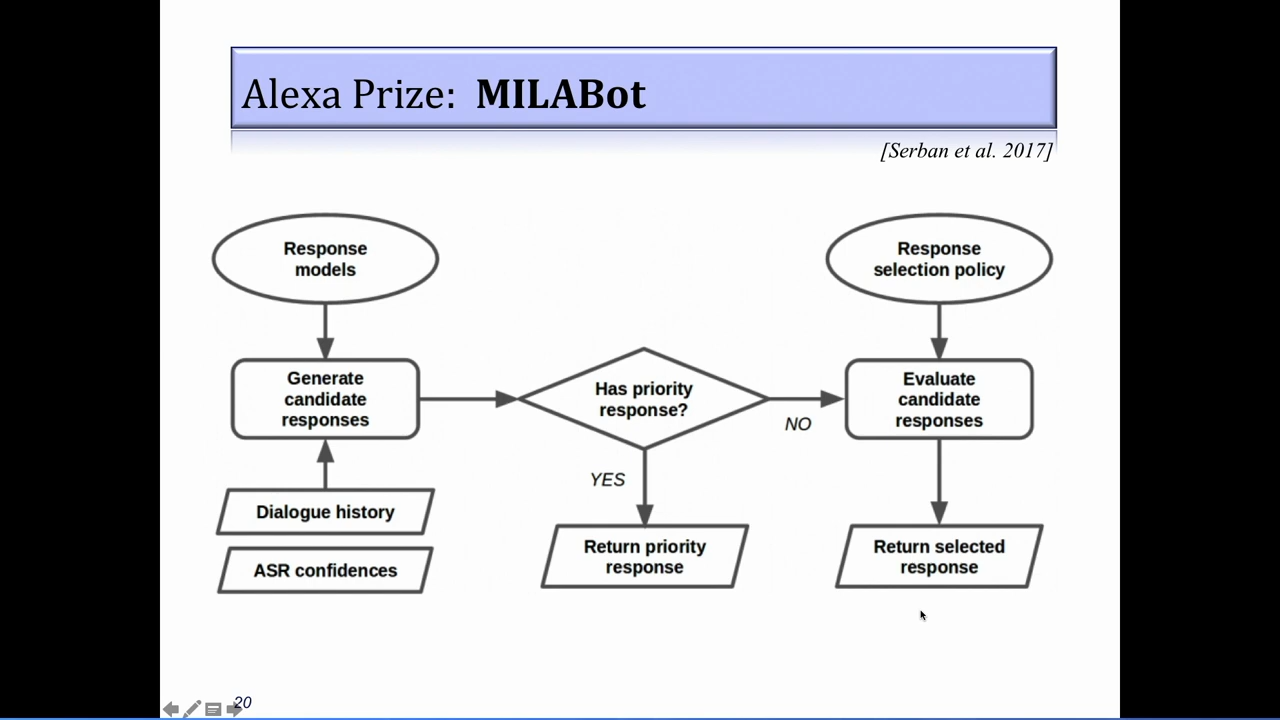 Alexa Prize: MILABot
[Serban et al. 2017]
Response
models
Response
selection policy
Generate
candidate
responses
Has priority
response?
NO
Evaluate
candidate
responses
YES
Dialogue history
ASR confidences
Return priority
response
Return selected
response
20